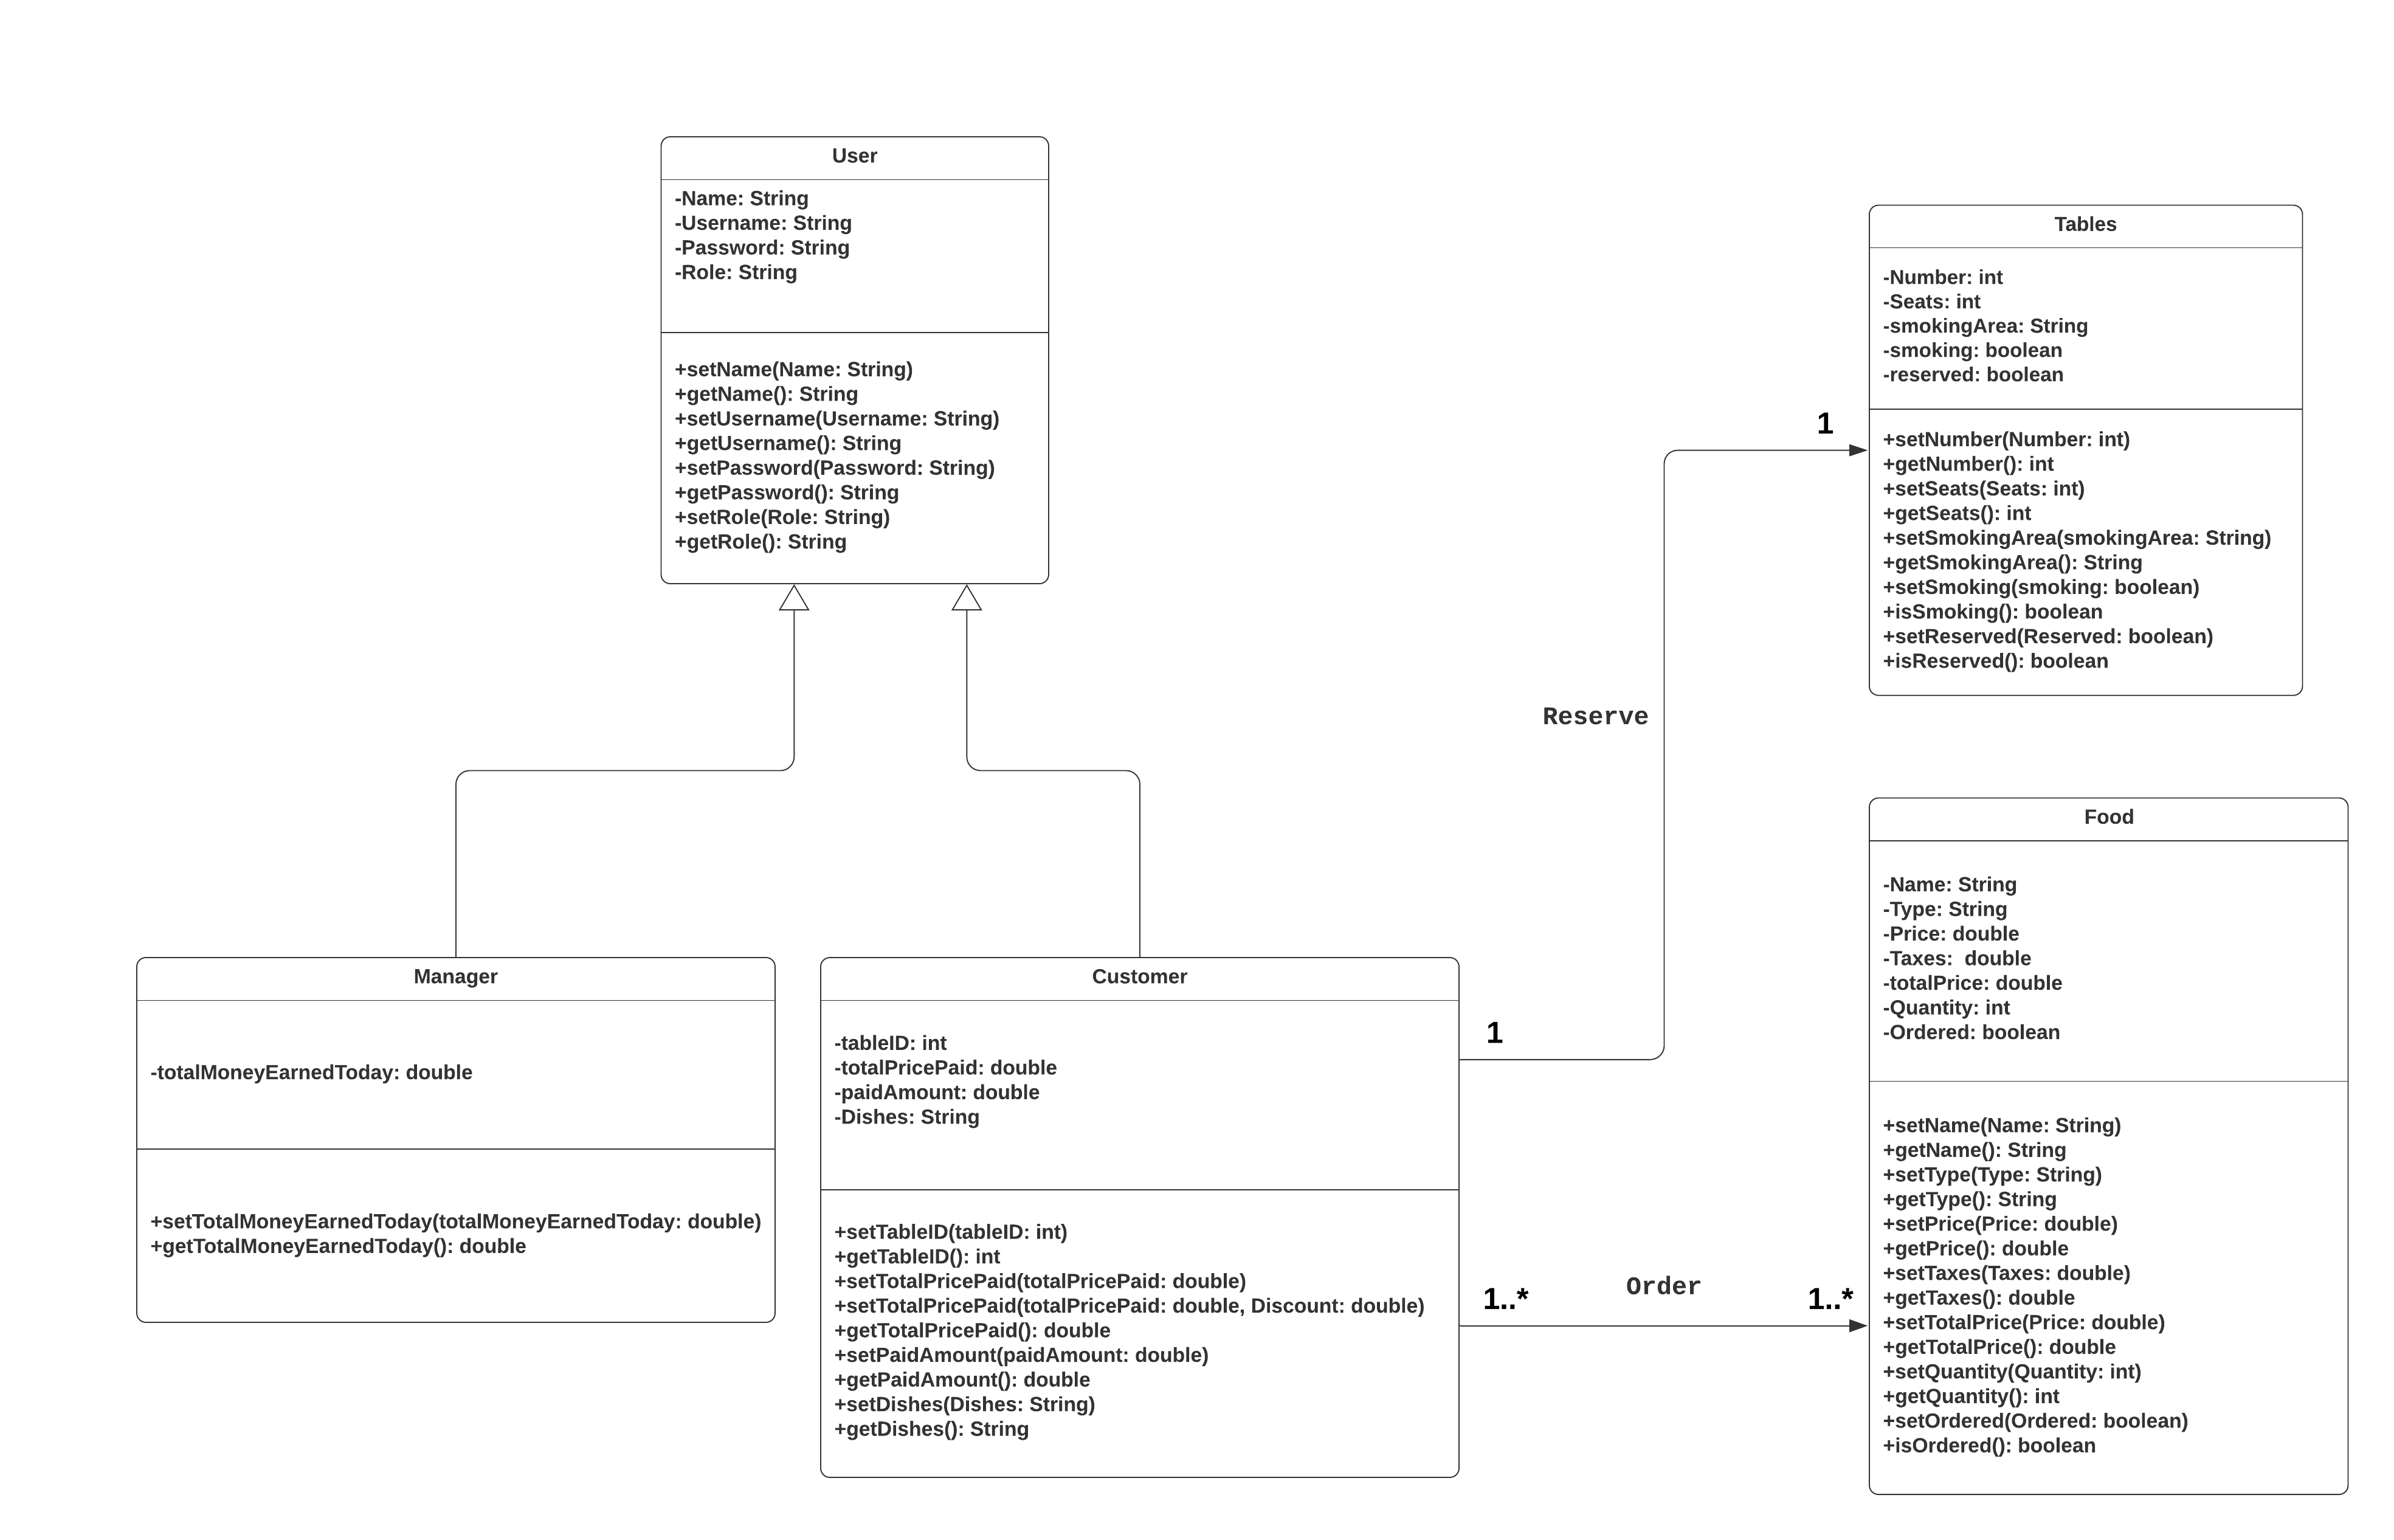 User
-Name: String
-Username: String
-Password: String
-Role: String
+setName(Name: String)
+getName(): String
+setUsername(Username: String)
+getUsername(): String
+setPassword(Password: String)
+getPassword(): String
+setRole(Role: String)
+getRole(): String
Tables
-Number: int
-Seats: int
-smokingArea: String
-smoking: boolean
-reserved: boolean
+setNumber(Number: int)
+getNumber(): int
+setSeats(Seats: int)
+getSeats(): int
+setSmokingArea(smokingArea: String)
+getSmokingArea(): String
+setSmoking(smoking: boolean)
+isSmoking(): boolean
+setReserved(Reserved: boolean)
+isReserved(): boolean
1
Reserve
1
Manager
-totalMoneyEarnedToday: double
+setTotalMoneyEarnedToday(totalMoneyEarnedToday: double)
+getTotalMoneyEarnedToday(): double
Customer
-tableID: int
-totalPricePaid: double
-paidAmount: double
-Dishes: String
+setTableID(tableID: int)
+getTableID(): int
+setTotalPricePaid(totalPricePaid: double)
+setTotalPricePaid(totalPricePaid: double, Discount: double)
+getTotalPricePaid(): double
+setPaidAmount(paidAmount: double)
+getPaidAmount(): double
+setDishes(Dishes: String)
+getDishes(): String
1..*
Order
1..*
Food
-Name: String
-Type: String
-Price: double
-Taxes:  double
-totalPrice: double
-Quantity: int
-Ordered: boolean
+setName(Name: String)
+getName(): String
+setType(Type: String)
+getType(): String
+setPrice(Price: double)
+getPrice(): double
+setTaxes(Taxes: double)
+getTaxes(): double
+setTotalPrice(Price: double)
+getTotalPrice(): double
+setQuantity(Quantity: int)
+getQuantity(): int
+setOrdered(Ordered: boolean)
+isOrdered(): boolean